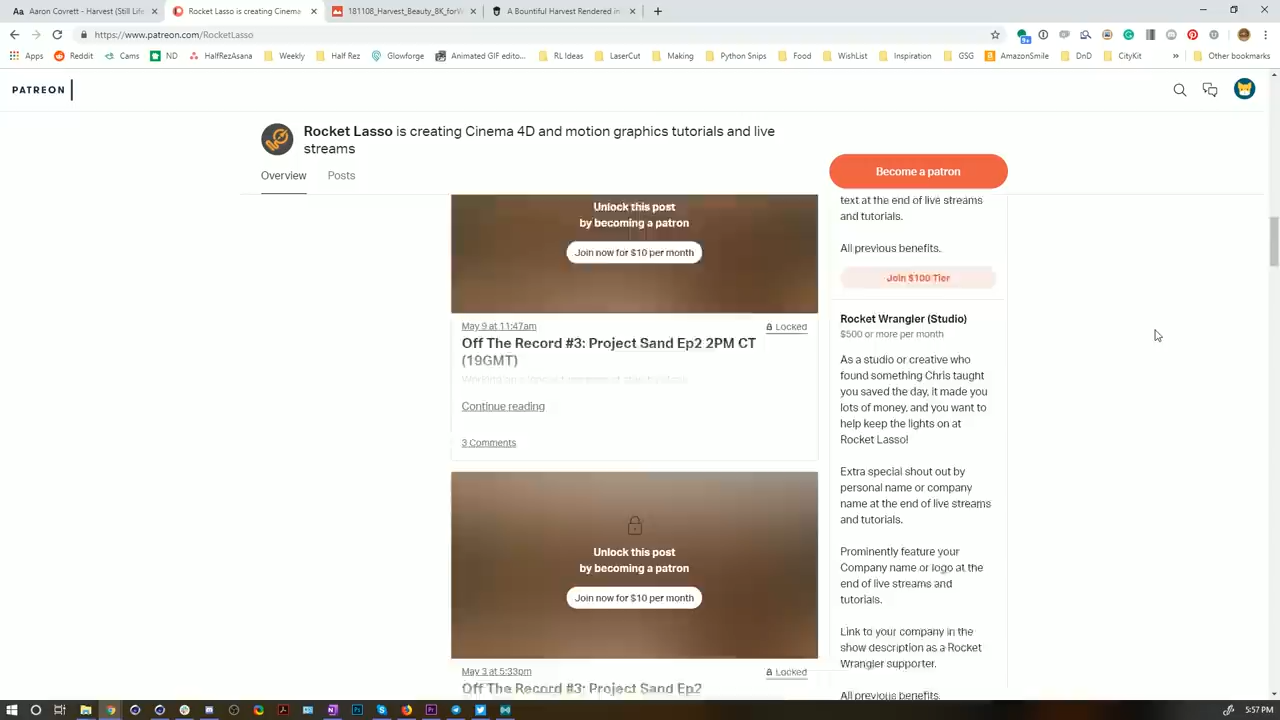 Aaron Covrett - Harvest (Still Life
Rocket Lasso is creating Cinema
181108_Harvest_Beauty_8K_forW
A Bountiful Harvest Rendered in
https://www.patreon.com/RocketLasso
Apps
Reddit
Cams
ND
HalfRezAsana
Weekly
Half Rez
Glowforge
Animated GIF editor...
RL Ideas
LaserCut
Making
Python Snips
Food
WishList
Inspiration
GSG
AmazonSmile
DnD
CityKit
»
Other bookmarks
PATREON
Rocket Lasso is creating Cinema 4D and motion graphics tutorials and live
streams
Overview
Posts
Become a patron
Unlock this post
by becoming a patron
Join now for $10 per month
May 9 at 11:47am
Locked
Off The Record #3: Project Sand Ep2 2PM CT
(19GMT)
Continue reading
3 Comments
Unlock this post
by becoming a patron
Join now for $10 per month
May 3 at 5:33pm
Locked
Off The Record #3: Project Sand Ep2
text at the end of live streams
and tutorials.
All previous benefits.
Join $100 Tier
Rocket Wrangler (Studio)
$500 or more per month
As a studio or creative who
found something Chris taught
you saved the day, it made you
lots of money, and you want to
help keep the lights on at
Rocket Lasso!
Extra special shout out by
personal name or company
name at the end of live streams
and tutorials.
Prominently feature your
Company name or logo at the
end of live streams and
tutorials.
Link to your company in the
show description as a Rocket
Wrangler supporter.
All previous benefits.
5:57 PM